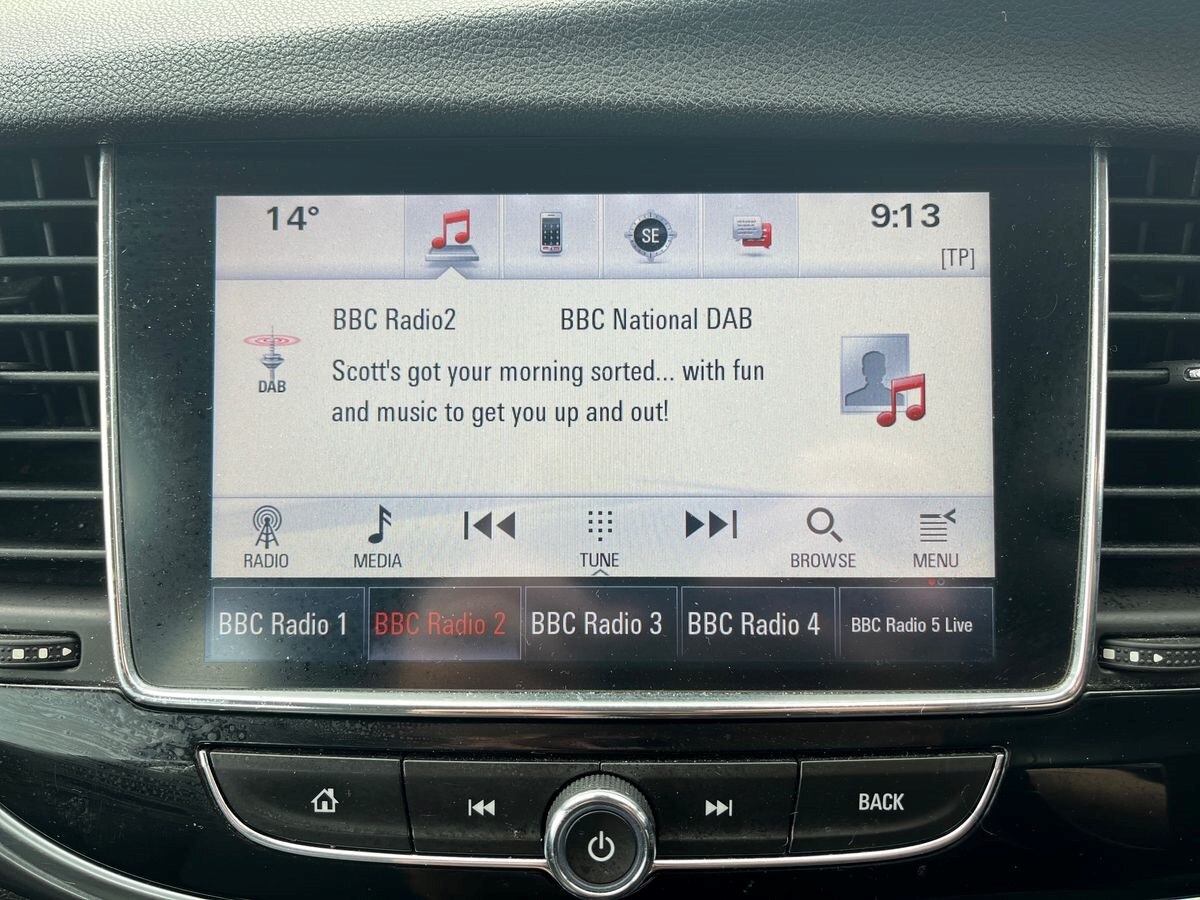 14°
SE
9:13
[TP]
BBC Radio2 BBC National DAB
DAB
Scott's got your morning sorted... with fun
and music to get you up and out!
RADIO MEDIA TUNE BROWSE MENU
BBC Radio 1 BBC Radio 2 BBC Radio 3 BBC Radio 4 BBC Radio 5 Live
BACK